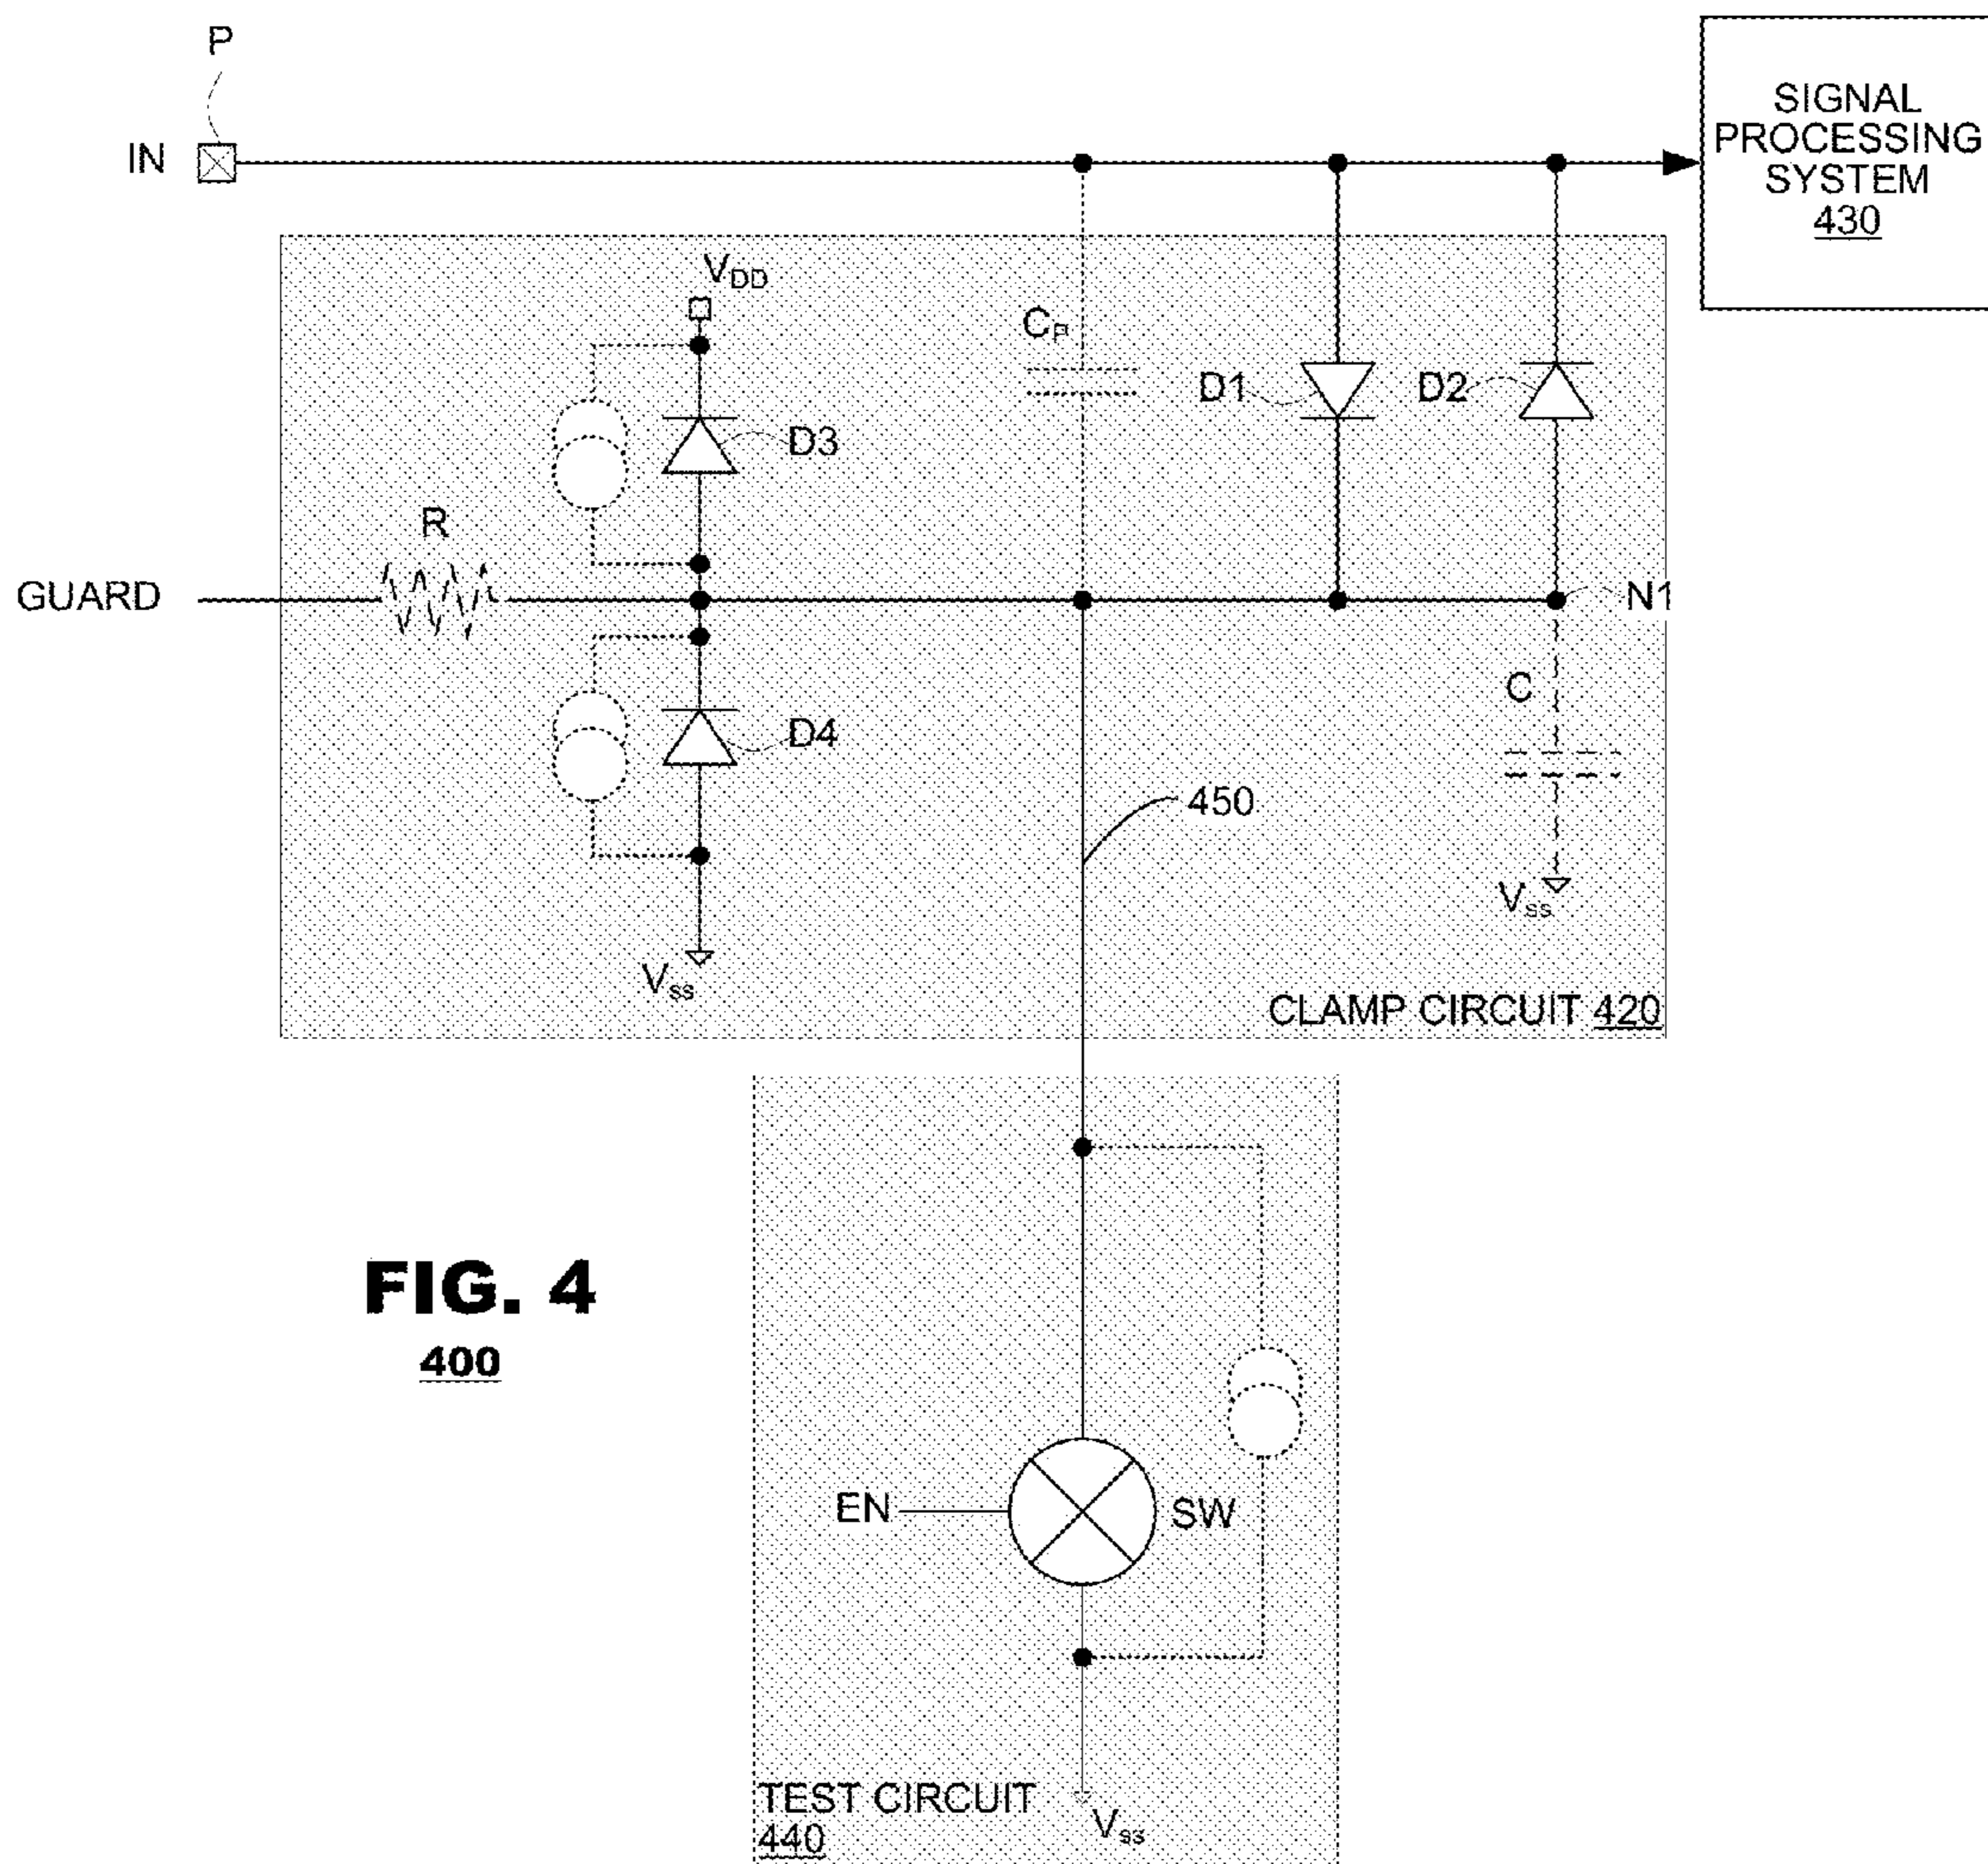 P
IN
SIGNAL
PROCESSING
SYSTEM
430
VDD
CP
D1
D2
D3
R
GUARD
N1
C
D4
450
Vss
Vss
CLAMP CIRCUIT 420
FIG. 4
400
EN
SW
TEST CIRCUIT
440
Vss